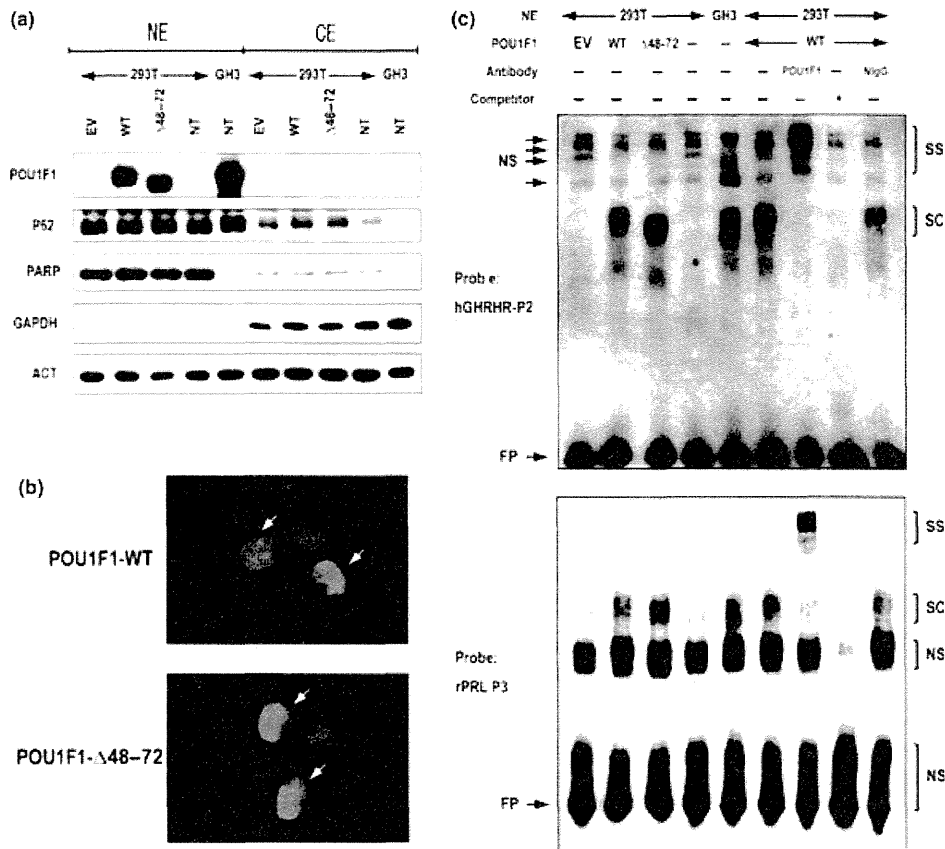 (a)
NE CE
293T GH3 293T GH3
EV WT Δ48–72 NT NT EV WT Δ48–72 NT NT
POU1F1
P62
PARP
GAPDH
ACT
(b)
POU1F1-WT
POU1F1-Δ48–72
(c)
NE 293T GH3 293T
POU1F1 EV WT Δ48-72 – – WT
Antibody – – – – – – POU1F1 – NIgG
Competitor – – – – – – – • –
NS
SS
SC
Probe:
hGHRHR-P2
FP
SS
SC
NS
Probe:
rPRL P3
NS
FP